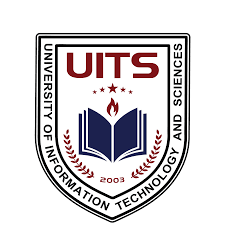 UITS
UNIVERSITY OF INFORMATION TECHNOLOGY AND SCIENCES
2003